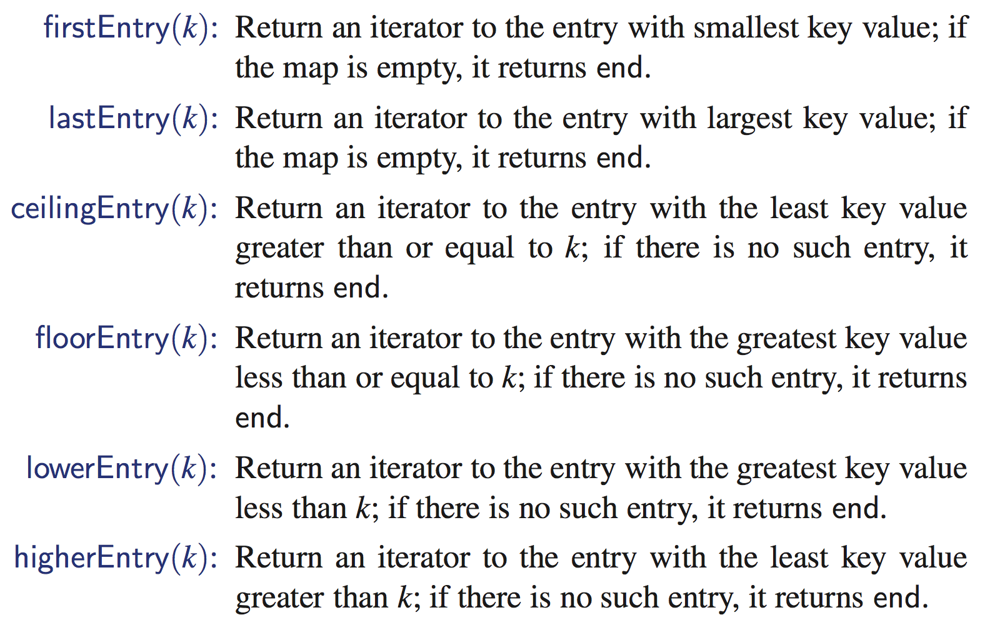 firstEntry(k): Return an iterator to the entry with smallest key value; if
the map is empty, it returns end.
lastEntry(k): Return an iterator to the entry with largest key value; if
the map is empty, it returns end.
ceilingEntry(k): Return an iterator to the entry with the least key value
greater than or equal to k; if there is no such entry, it
returns end.
floorEntry(k): Return an iterator to the entry with the greatest key value
less than or equal to k; if there is no such entry, it returns
end.
lowerEntry(k): Return an iterator to the entry with the greatest key value
less than k; if there is no such entry, it returns end.
higherEntry(k): Return an iterator to the entry with the least key value
greater than k; if there is no such entry, it returns end.